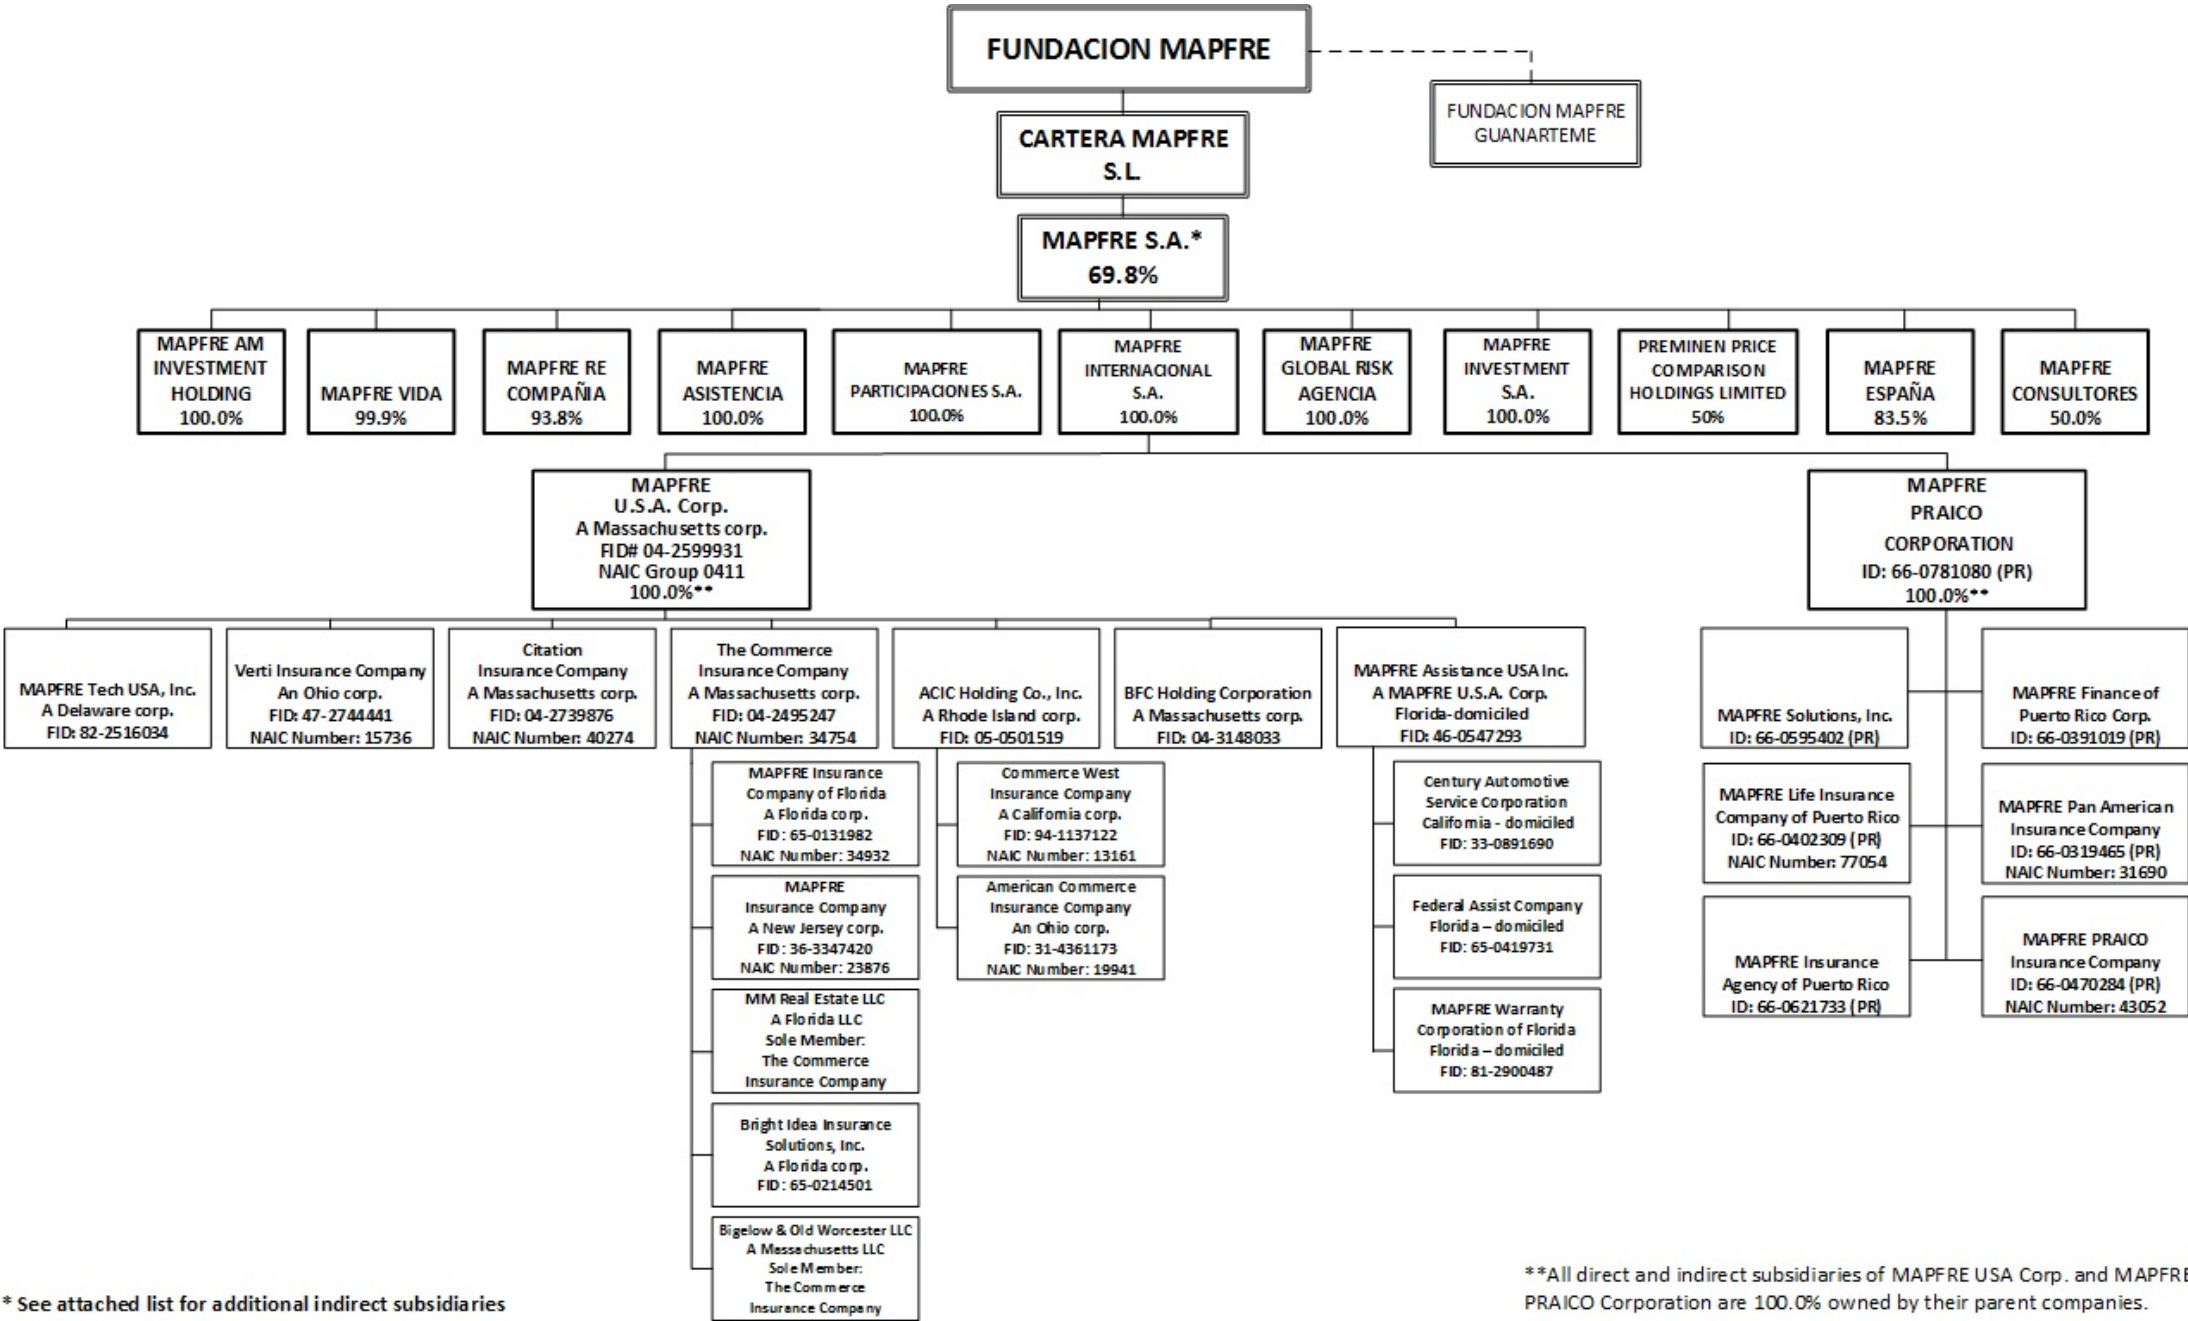 FUNDACION MAPFRE
FUNDACION MAPFRE
GUANARTEME
CARTERA MAPFRE
S.L.
MAPFRE S.A.*
69.8%
MAPFRE AM
INVESTMENT
HOLDING
100.0%
MAPFRE VIDA
99.9%
MAPFRE RE
COMPAÑIA
93.8%
MAPFRE
ASISTENCIA
100.0%
MAPFRE
PARTICIPACIONES S.A.
100.0%
MAPFRE
INTERNACIONAL
S.A.
100.0%
MAPFRE
GLOBAL RISK
AGENCIA
100.0%
MAPFRE
INVESTMENT
S.A.
100.0%
PREMINEN PRICE
COMPARISON
HOLDINGS LIMITED
50%
MAPFRE
ESPAÑA
83.5%
MAPFRE
CONSULTORES
50.0%
MAPFRE
U.S.A. Corp.
A Massachusetts corp.
FID# 04-2599931
NAIC Group 0411
100.0%**
MAPFRE
PRAICO
CORPORATION
ID: 66-0781080 (PR)
100.0%**
MAPFRE Tech USA, Inc.
A Delaware corp.
FID: 82-2516034
Verti Insurance Company
An Ohio corp.
FID: 47-2744441
NAIC Number: 15736
Citation
Insurance Company
A Massachusetts corp.
FID: 04-2739876
NAIC Number: 40274
The Commerce
Insurance Company
A Massachusetts corp.
FID: 04-2495247
NAIC Number: 34754
ACIC Holding Co., Inc.
A Rhode Island corp.
FID: 05-0501519
BFC Holding Corporation
A Massachusetts corp.
FID: 04-3148033
MAPFRE Assistance USA Inc.
A MAPFRE U.S.A. Corp.
Florida-domiciled
FID: 46-0547293
MAPFRE Solutions, Inc.
ID: 66-0595402 (PR)
MAPFRE Finance of
Puerto Rico Corp.
ID: 66-0391019 (PR)
MAPFRE Insurance
Company of Florida
A Florida corp.
FID: 65-0131982
NAIC Number: 34932
Commerce West
Insurance Company
A California corp.
FID: 94-1137122
NAIC Number: 13161
Century Automotive
Service Corporation
California - domiciled
FID: 33-0891690
MAPFRE Life Insurance
Company of Puerto Rico
ID: 66-0402309 (PR)
NAIC Number: 77054
MAPFRE Pan American
Insurance Company
ID: 66-0319465 (PR)
NAIC Number: 31690
MAPFRE
Insurance Company
A New Jersey corp.
FID: 36-3347420
NAIC Number: 23876
American Commerce
Insurance Company
An Ohio corp.
FID: 31-4361173
NAIC Number: 19941
Federal Assist Company
Florida – domiciled
FID: 65-0419731
MAPFRE Insurance
Agency of Puerto Rico
ID: 66-0621733 (PR)
MAPFRE PRAICO
Insurance Company
ID: 66-0470284 (PR)
NAIC Number: 43052
MM Real Estate LLC
A Florida LLC
Sole Member:
The Commerce
Insurance Company
MAPFRE Warranty
Corporation of Florida
Florida – domiciled
FID: 81-2900487
Bright Idea Insurance
Solutions, Inc.
A Florida corp.
FID: 65-0214501
Bigelow & Old Worcester LLC
A Massachusetts LLC
Sole Member:
The Commerce
Insurance Company
* See attached list for additional indirect subsidiaries
**All direct and indirect subsidiaries of MAPFRE USA Corp. and MAPFRE
PRAICO Corporation are 100.0% owned by their parent companies.